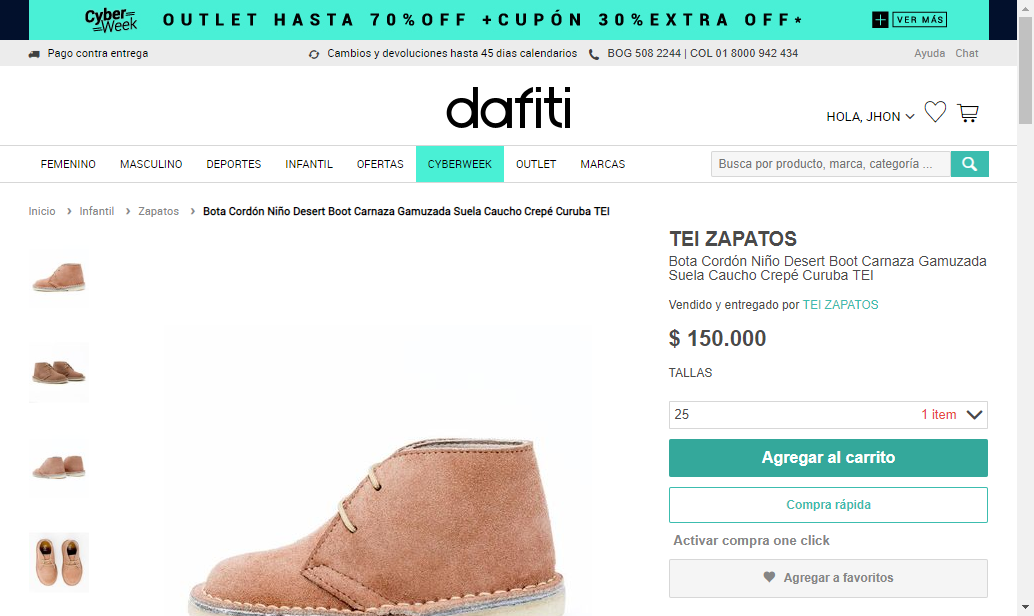 Cyber Week OUTLET HASTA 70%OFF +CUPÓN 30%EXTRA OFF* + VER MÁS
Pago contra entrega Cambios y devoluciones hasta 45 dias calendarios BOG 508 2244 | COL 01 8000 942 434 Ayuda Chat
dafiti
HOLA, JHON
FEMENINO MASCULINO DEPORTES INFANTIL OFERTAS CYBERWEEK OUTLET MARCAS Busca por producto, marca, categoría ...
Inicio > Infantil > Zapatos > Bota Cordón Niño Desert Boot Carnaza Gamuzada Suela Caucho Crepé Curuba TEI
TEI ZAPATOS
Bota Cordón Niño Desert Boot Carnaza Gamuzada
Suela Caucho Crepé Curuba TEI
Vendido y entregado por TEI ZAPATOS
$ 150.000
TALLAS
25 1 item
Agregar al carrito
Compra rápida
Activar compra one click
Agregar a favoritos